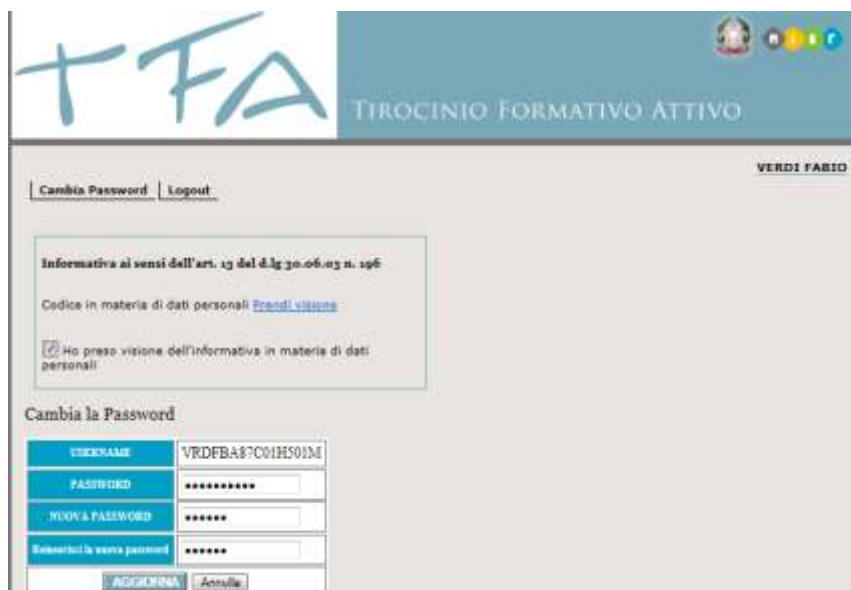 TFA
miur
TIROCINIO FORMATIVO ATTIVO
VERDI FABIO
Cambia Password Logout
Informativa ai sensi dell'art. 13 del d.lg 30.06.03 n. 196
Codice in materia di dati personali Prendi visione
Ho preso visione dell'informativa in materia di dati
personali
Cambia la Password
USERNAME VRDFBA87C01H501M
PASSWORD ••••••••••
NUOVA PASSWORD ••••••
Reinserisci la nuova password ••••••
AGGIORNA Annulla